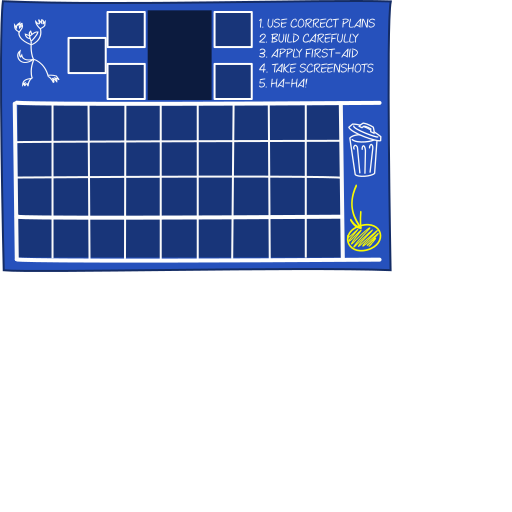 1. USE CORRECT PLANS
2. BUILD CAREFULLY
3. APPLY FIRST-AID
4. TAKE SCREENSHOTS
5. HA-HA!